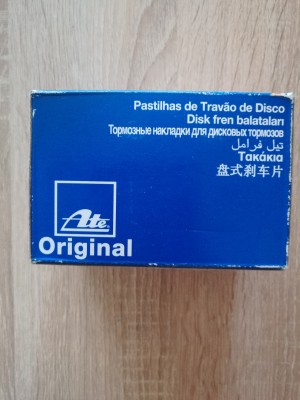 Pastilhas de Travão de Disco
Disk fren balataları
Тормозные накладки для дисковых тормозов
تيل فرامل
Τακάκια
盘式刹车片
Ate
Original